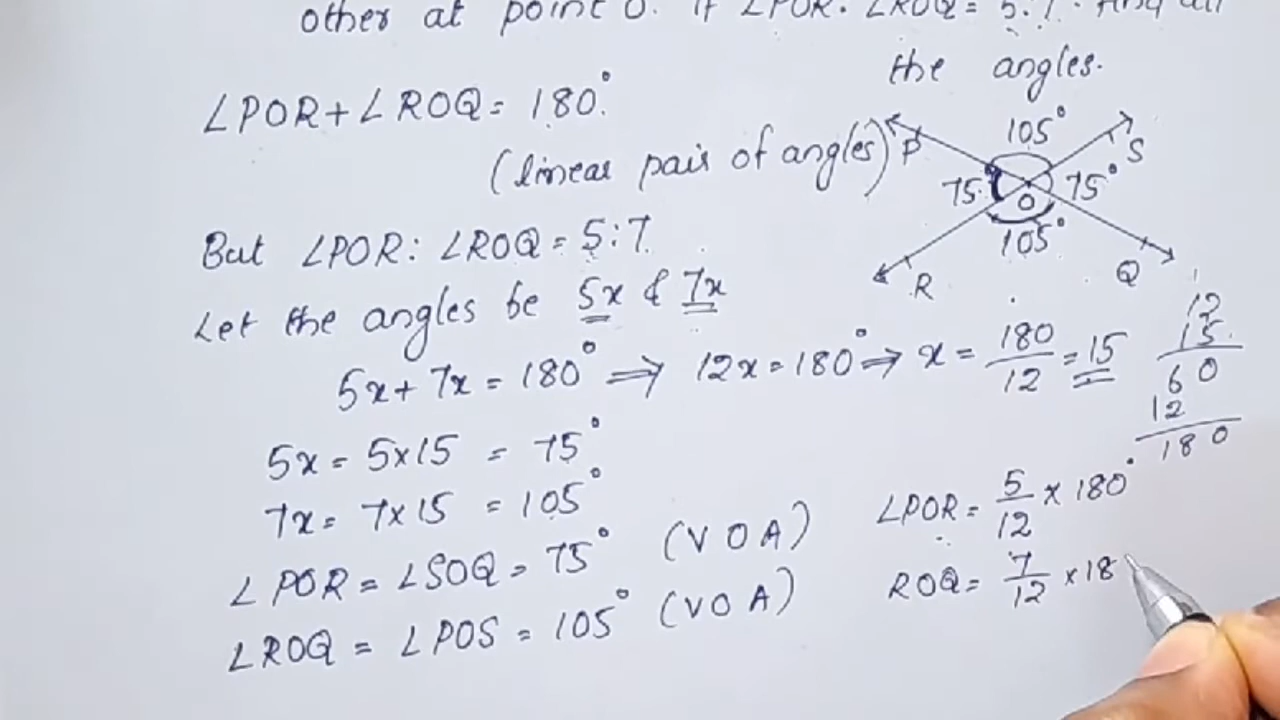 other at point O. If ∠POR : ∠ROQ = 5:7. Find all
the angles.
∠POR + ∠ROQ = 180°.
(linear pair of angles)
But ∠POR : ∠ROQ = 5:7.
Let the angles be 5x & 7x
5x + 7x = 180° ⟹ 12x = 180° ⟹ x = 180/12 = 15
5x = 5×15 = 75°
7x = 7×15 = 105°
∠POR = ∠SOQ = 75° (VOA)
∠ROQ = ∠POS = 105° (VOA)
105°
P
S
75°
O
75°
105°
R
Q
1
12
15
60
12
180
∠POR = 5/12 × 180°
ROQ = 7/12 × 18